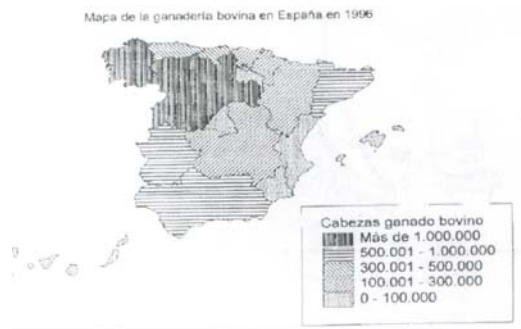 Mapa de la ganadería bovina en España en 1996
Cabezas ganado bovino
Más de 1.000.000
500.001 - 1.000.000
300.001 - 500.000
100.001 - 300.000
0 - 100.000